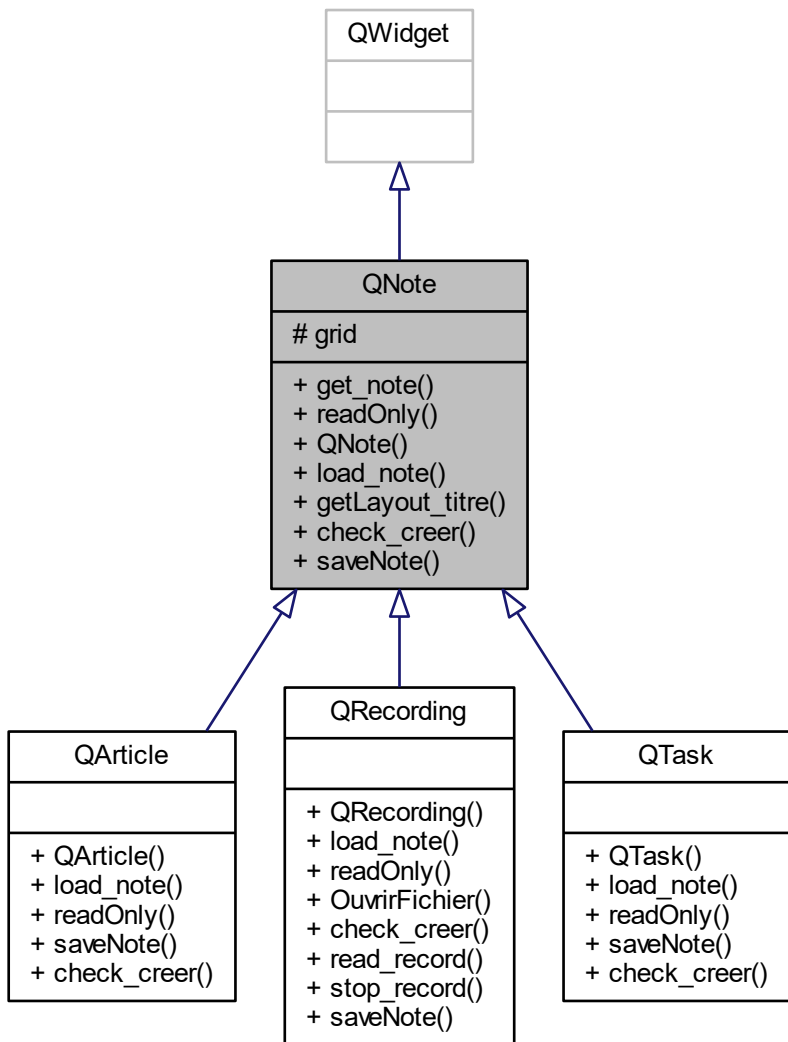 QWidget
QNote
# grid
+ get_note()
+ readOnly()
+ QNote()
+ load_note()
+ getLayout_titre()
+ check_creer()
+ saveNote()
QArticle
+ QArticle()
+ load_note()
+ readOnly()
+ saveNote()
+ check_creer()
QRecording
+ QRecording()
+ load_note()
+ readOnly()
+ OuvrirFichier()
+ check_creer()
+ read_record()
+ stop_record()
+ saveNote()
QTask
+ QTask()
+ load_note()
+ readOnly()
+ saveNote()
+ check_creer()